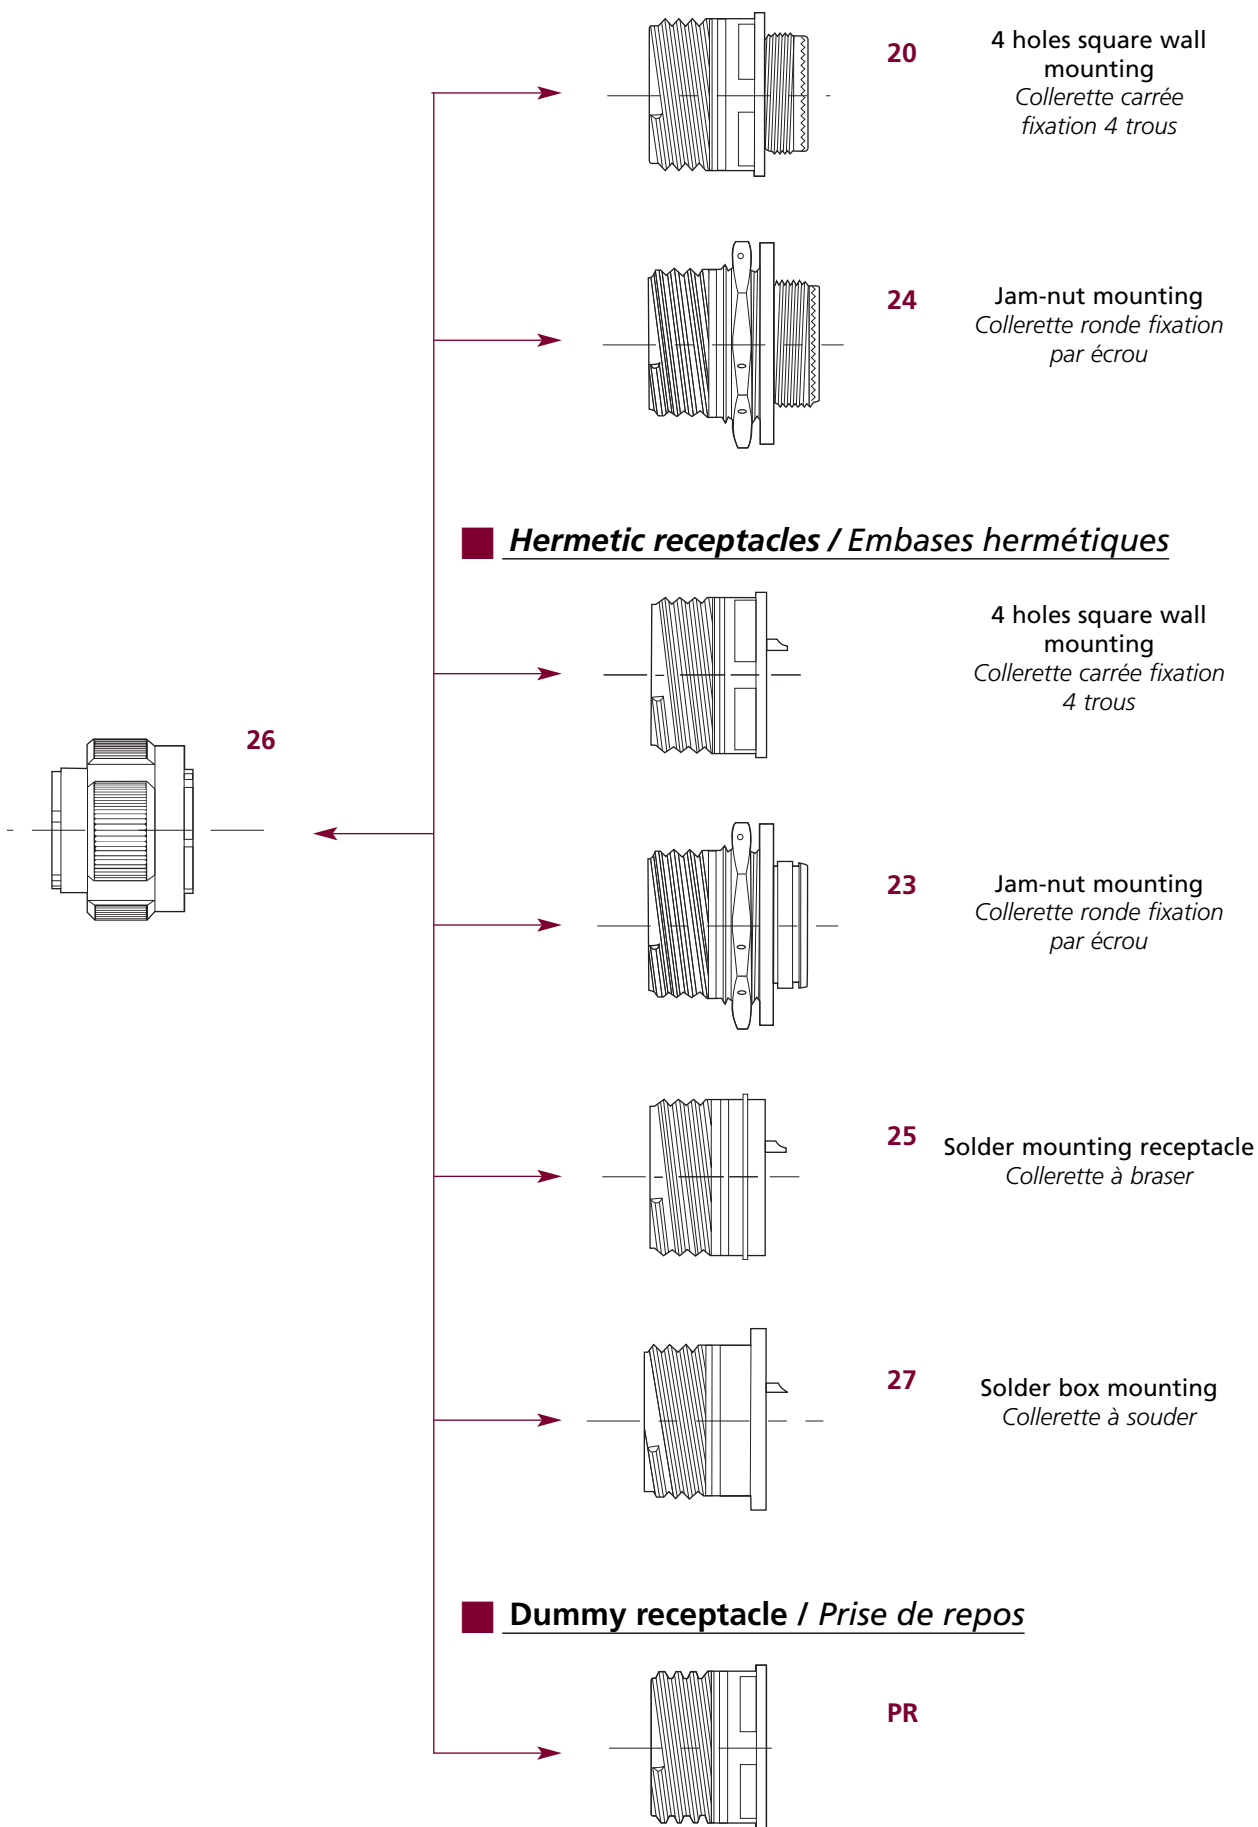 20
4 holes square wall
mounting
Collerette carrée
fixation 4 trous
24
Jam-nut mounting
Collerette ronde fixation
par écrou
Hermetic receptacles / Embases hermétiques
4 holes square wall
mounting
Collerette carrée fixation
4 trous
26
23
Jam-nut mounting
Collerette ronde fixation
par écrou
25
Solder mounting receptacle
Collerette à braser
27
Solder box mounting
Collerette à souder
Dummy receptacle / Prise de repos
PR